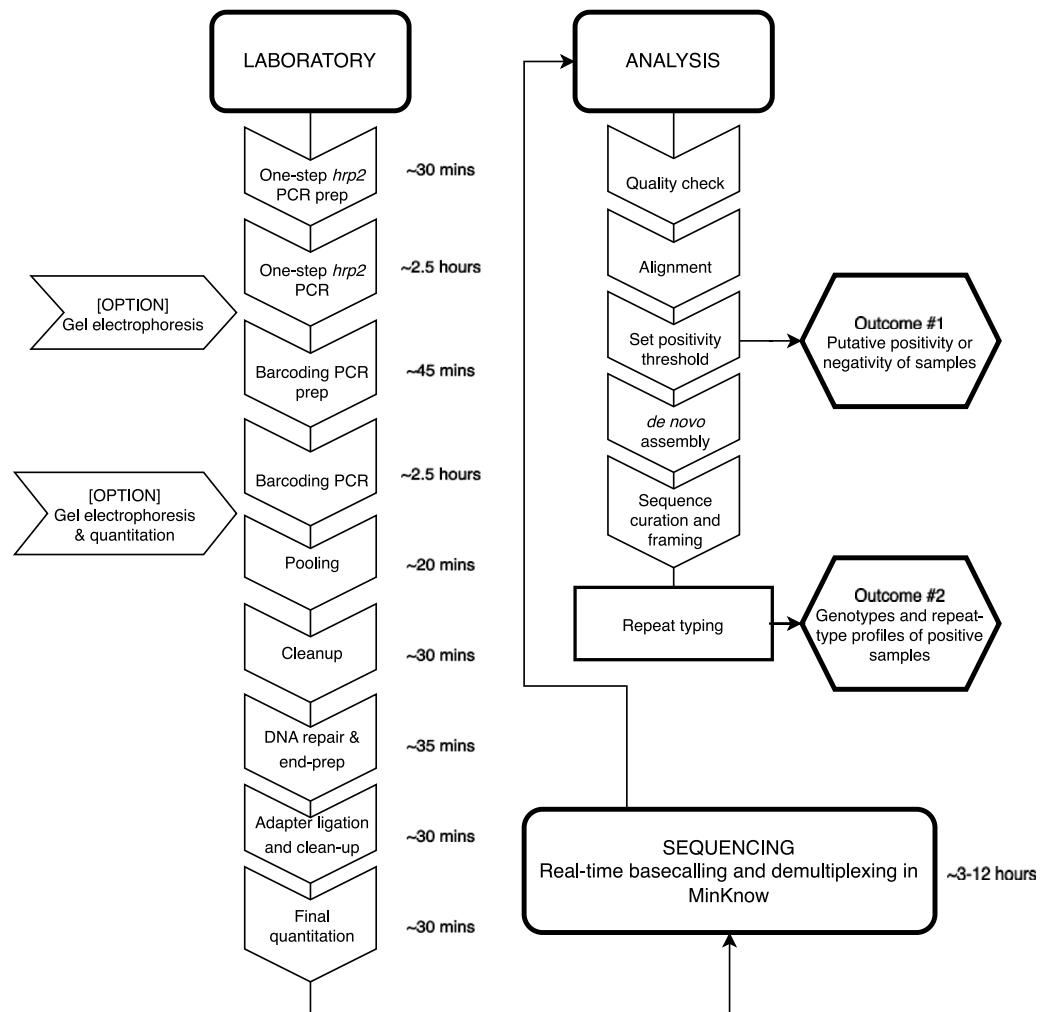 LABORATORY
One-step hrp2
PCR prep
~30 mins
One-step hrp2
PCR
~2.5 hours
[OPTION]
Gel electrophoresis
Barcoding PCR
prep
~45 mins
Barcoding PCR
~2.5 hours
[OPTION]
Gel electrophoresis
& quantitation
Pooling
~20 mins
Cleanup
~30 mins
DNA repair &
end-prep
~35 mins
Adapter ligation
and clean-up
~30 mins
Final
quantitation
~30 mins
ANALYSIS
Quality check
Alignment
Set positivity
threshold
Outcome #1
Putative positivity or
negativity of samples
de novo
assembly
Sequence
curation and
framing
Repeat typing
Outcome #2
Genotypes and repeat-
type profiles of positive
samples
SEQUENCING
Real-time basecalling and demultiplexing in
MinKnow
~3-12 hours